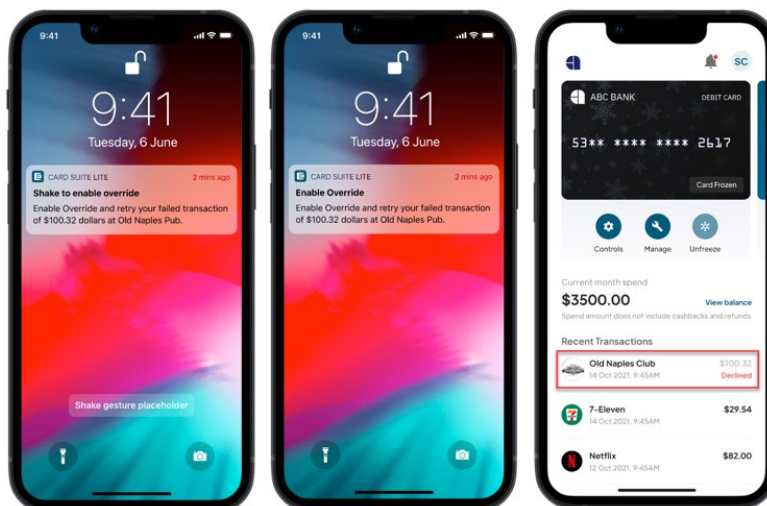 9:41
9:41
Tuesday, 6 June
CARD SUITE LITE 2 mins ago
Shake to enable override
Enable Override and retry your failed transaction
of $100.32 dollars at Old Naples Pub.
Shake gesture placeholder
9:41
9:41
Tuesday, 6 June
CARD SUITE LITE 2 mins ago
Enable Override
Enable Override and retry your failed transaction
of $100.32 dollars at Old Naples Pub.
9:41
SC
ABC BANK DEBIT CARD
53** **** **** 2617
Card Frozen
Controls Manage Unfreeze
Current month spend
$3500.00 View balance
Spend amount does not include cashbacks and refunds
Recent Transactions
Old Naples Club $100.32
14 Oct 2021, 9:45AM Declined
7-Eleven $29.54
14 Oct 2021, 9:45AM
Netflix $82.00
12 Oct 2021, 9:45AM